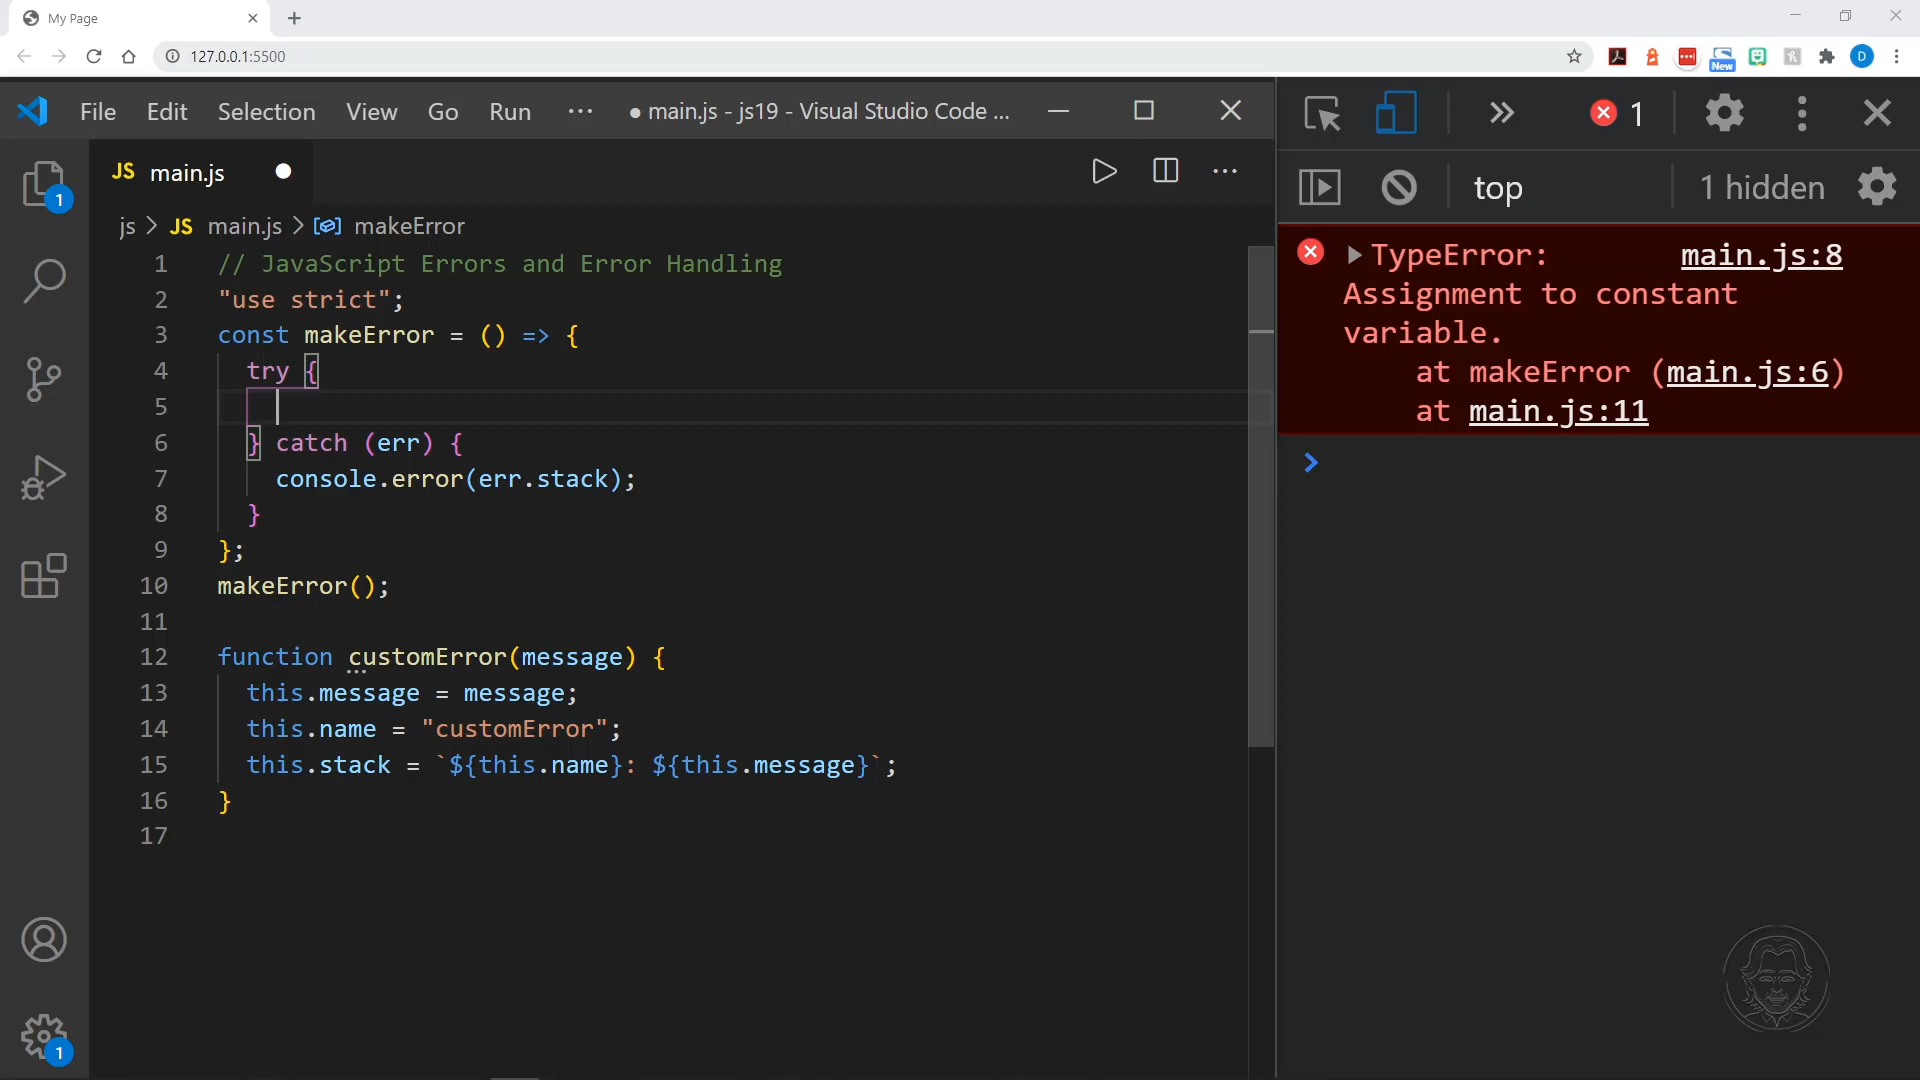 My Page
127.0.0.1:5500
New
D
File Edit Selection View Go Run ··· ● main.js - js19 - Visual Studio Code ...
1
top
1 hidden
JS main.js
js > JS main.js > makeError
1 // JavaScript Errors and Error Handling
2 "use strict";
3 const makeError = () => {
4 try {
5
6 } catch (err) {
7 console.error(err.stack);
8 }
9 };
10 makeError();
11
12 function customError(message) {
13 this.message = message;
14 this.name = "customError";
15 this.stack = `${this.name}: ${this.message}`;
16 }
17
1
1
TypeError: main.js:8
Assignment to constant
variable.
at makeError (main.js:6)
at main.js:11